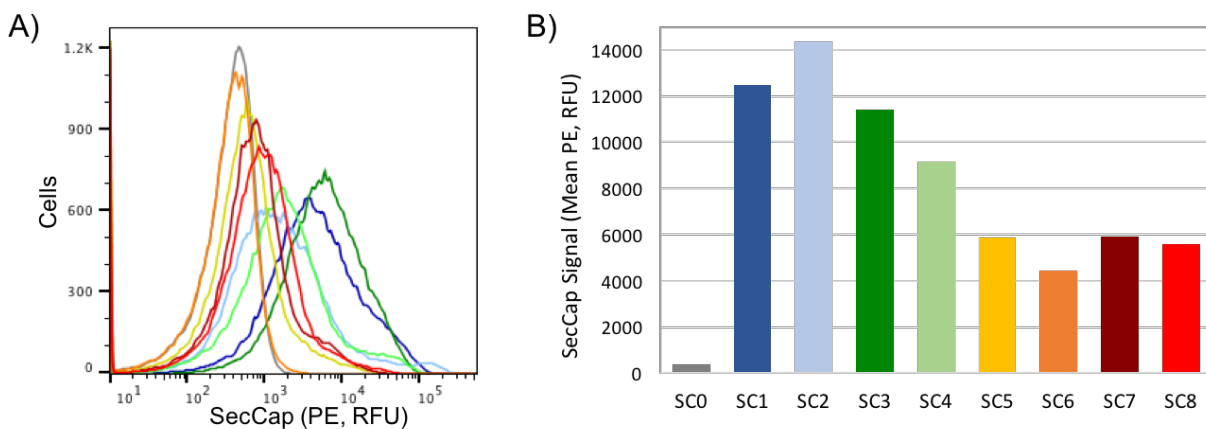 A)
1.2K
900
600
300
0
Cells
10^1 10^2 10^3 10^4 10^5
SecCap (PE, RFU)
B)
14000
12000
10000
8000
6000
4000
2000
0
SecCap Signal (Mean PE, RFU)
SC0 SC1 SC2 SC3 SC4 SC5 SC6 SC7 SC8